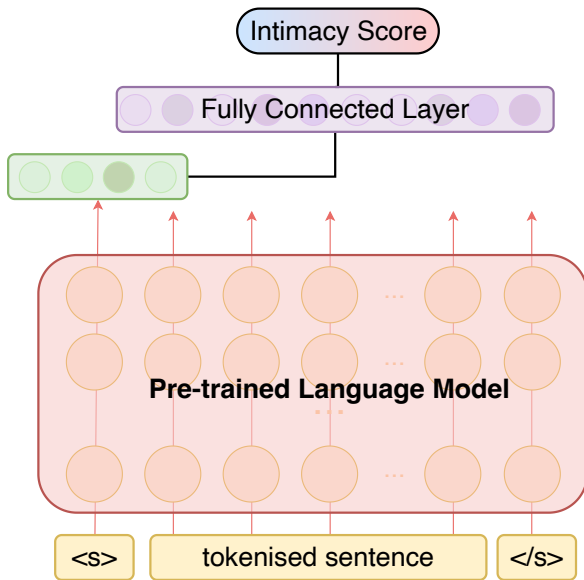 Intimacy Score
Fully Connected Layer
...
...
Pre-trained Language Model
...
...
<s> tokenised sentence </s>